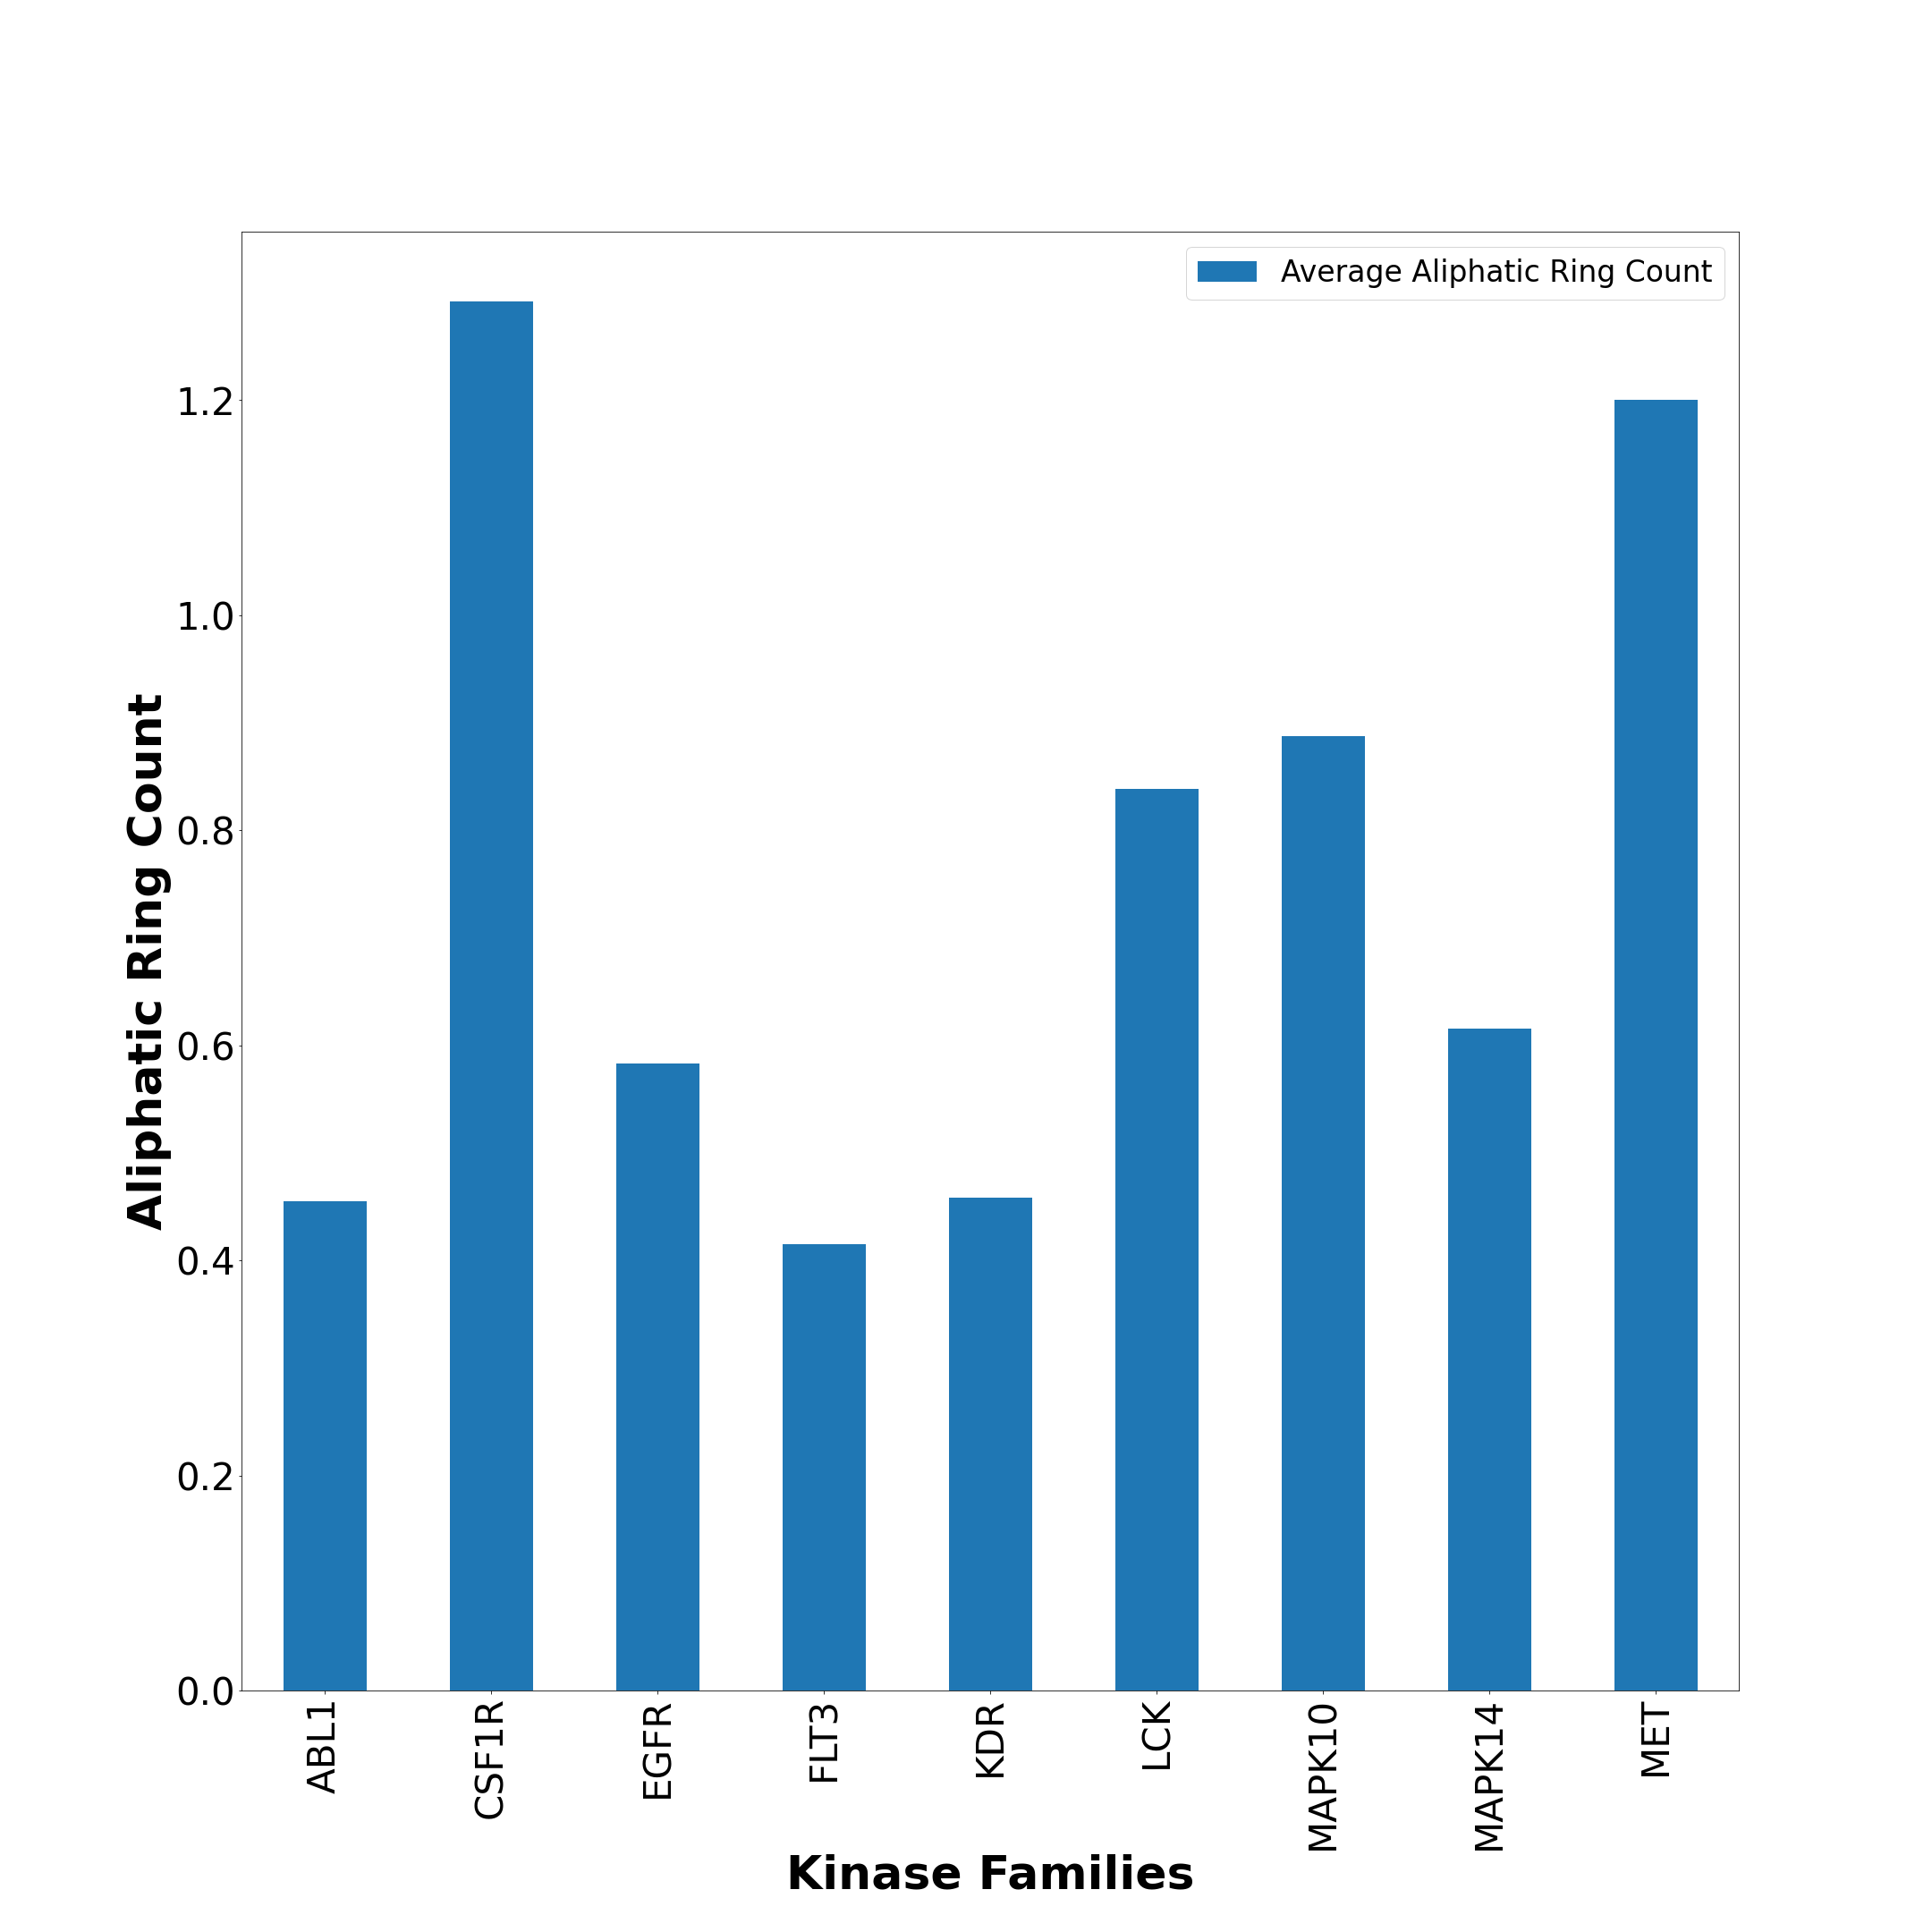 Average Aliphatic Ring Count
1.2
1.0
0.8
0.6
0.4
0.2
0.0
Aliphatic Ring Count
ABL1
CSF1R
EGFR
FLT3
KDR
LCK
MAPK10
MAPK14
MET
Kinase Families